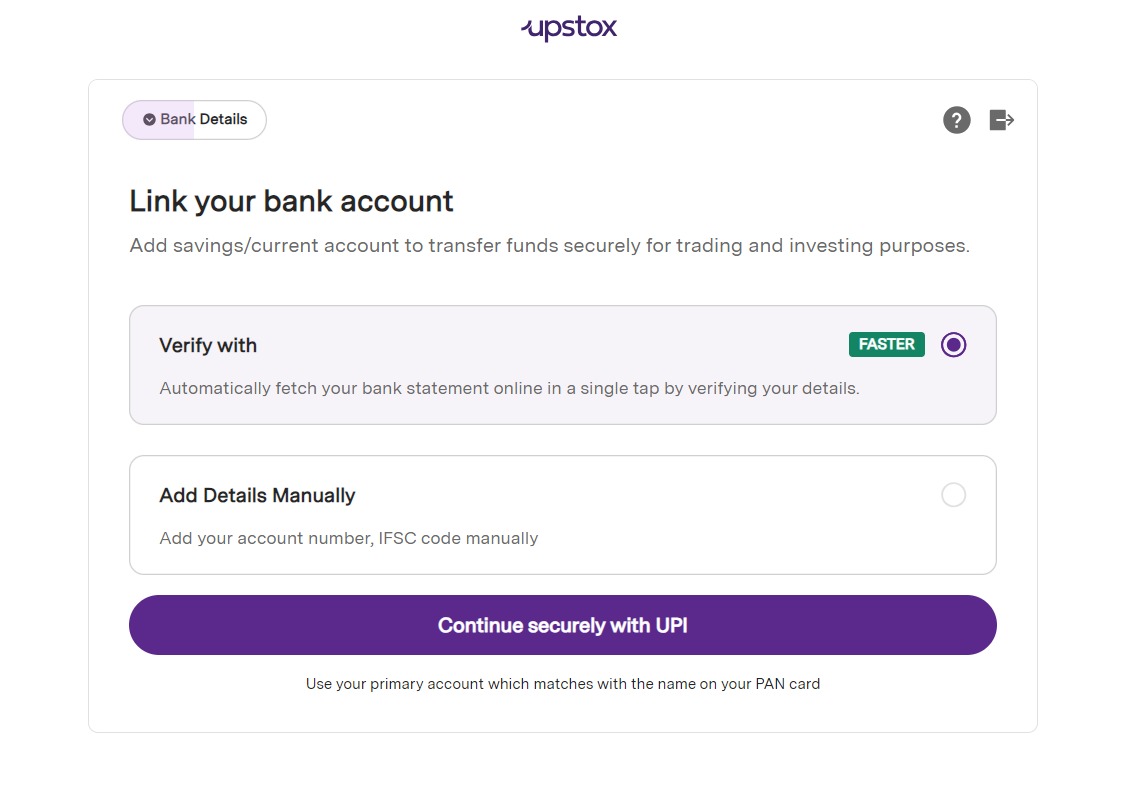 upstox
Bank Details
?
Link your bank account
Add savings/current account to transfer funds securely for trading and investing purposes.
Verify with
FASTER
Automatically fetch your bank statement online in a single tap by verifying your details.
Add Details Manually
Add your account number, IFSC code manually
Continue securely with UPI
Use your primary account which matches with the name on your PAN card